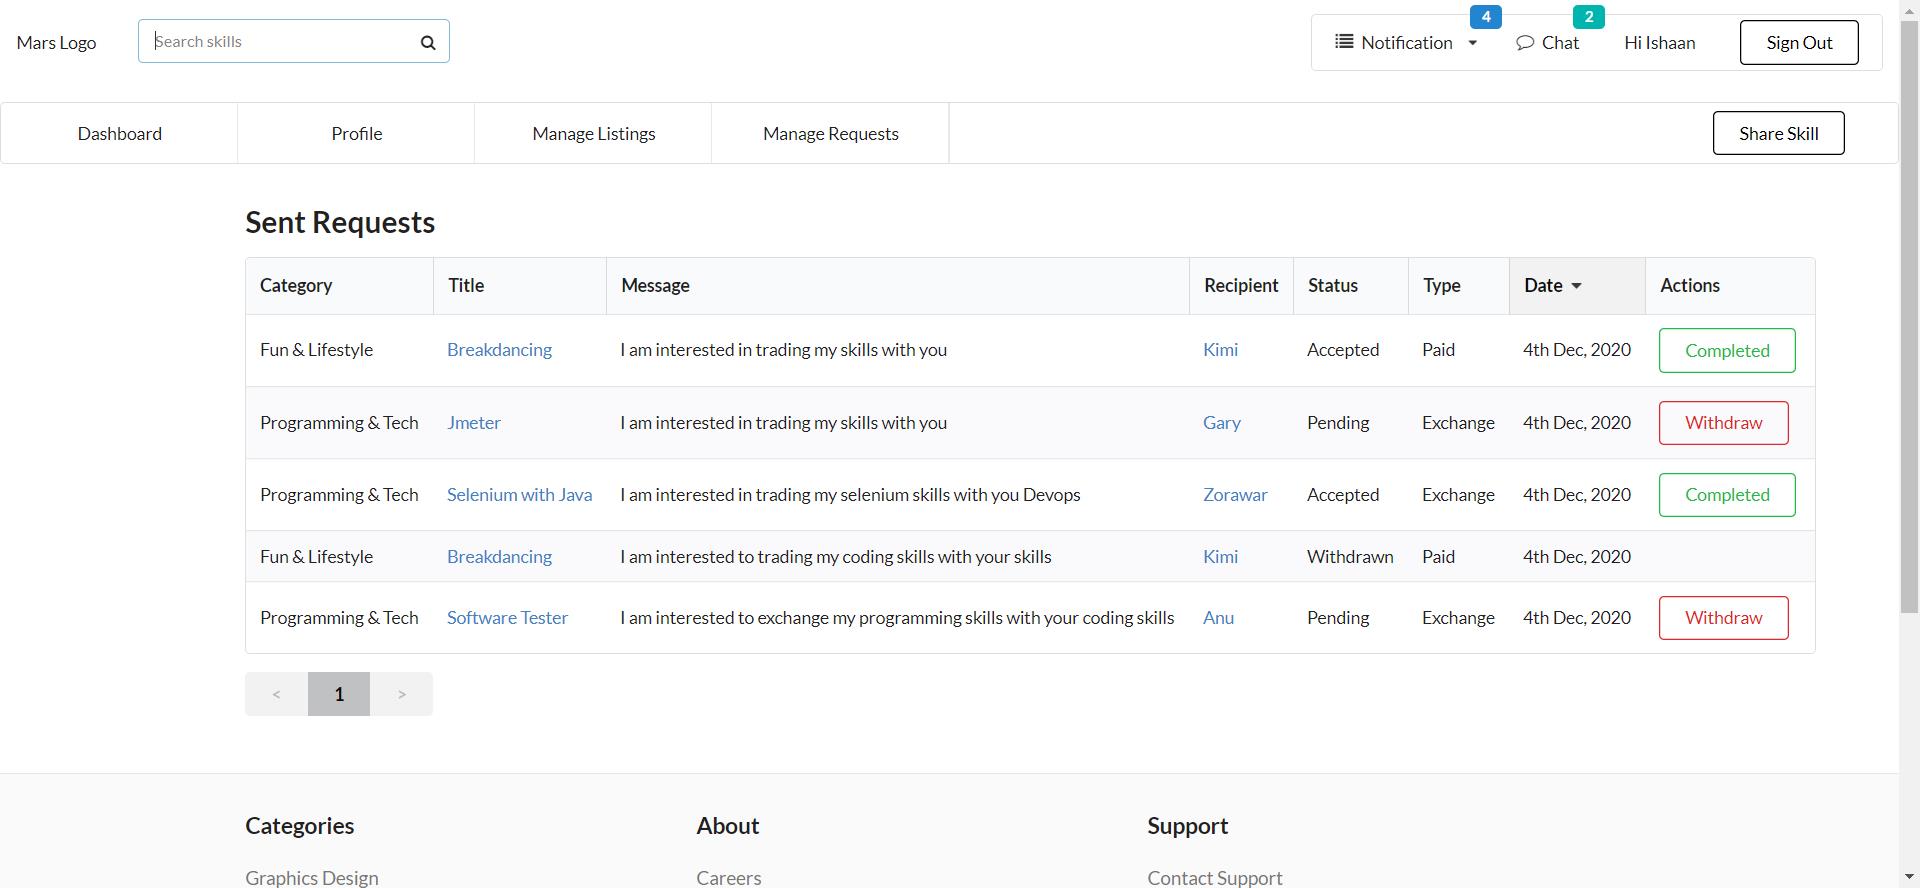 Mars Logo Search skills Notification 4 Chat 2 Hi Ishaan Sign Out
Dashboard Profile Manage Listings Manage Requests Share Skill
Sent Requests
Category Title Message Recipient Status Type Date Actions
Fun & Lifestyle Breakdancing I am interested in trading my skills with you Kimi Accepted Paid 4th Dec, 2020 Completed
Programming & Tech Jmeter I am interested in trading my skills with you Gary Pending Exchange 4th Dec, 2020 Withdraw
Programming & Tech Selenium with Java I am interested in trading my selenium skills with you Devops Zorawar Accepted Exchange 4th Dec, 2020 Completed
Fun & Lifestyle Breakdancing I am interested to trading my coding skills with your skills Kimi Withdrawn Paid 4th Dec, 2020
Programming & Tech Software Tester I am interested to exchange my programming skills with your coding skills Anu Pending Exchange 4th Dec, 2020 Withdraw
< 1 >
Categories About Support
Graphics Design Careers Contact Support